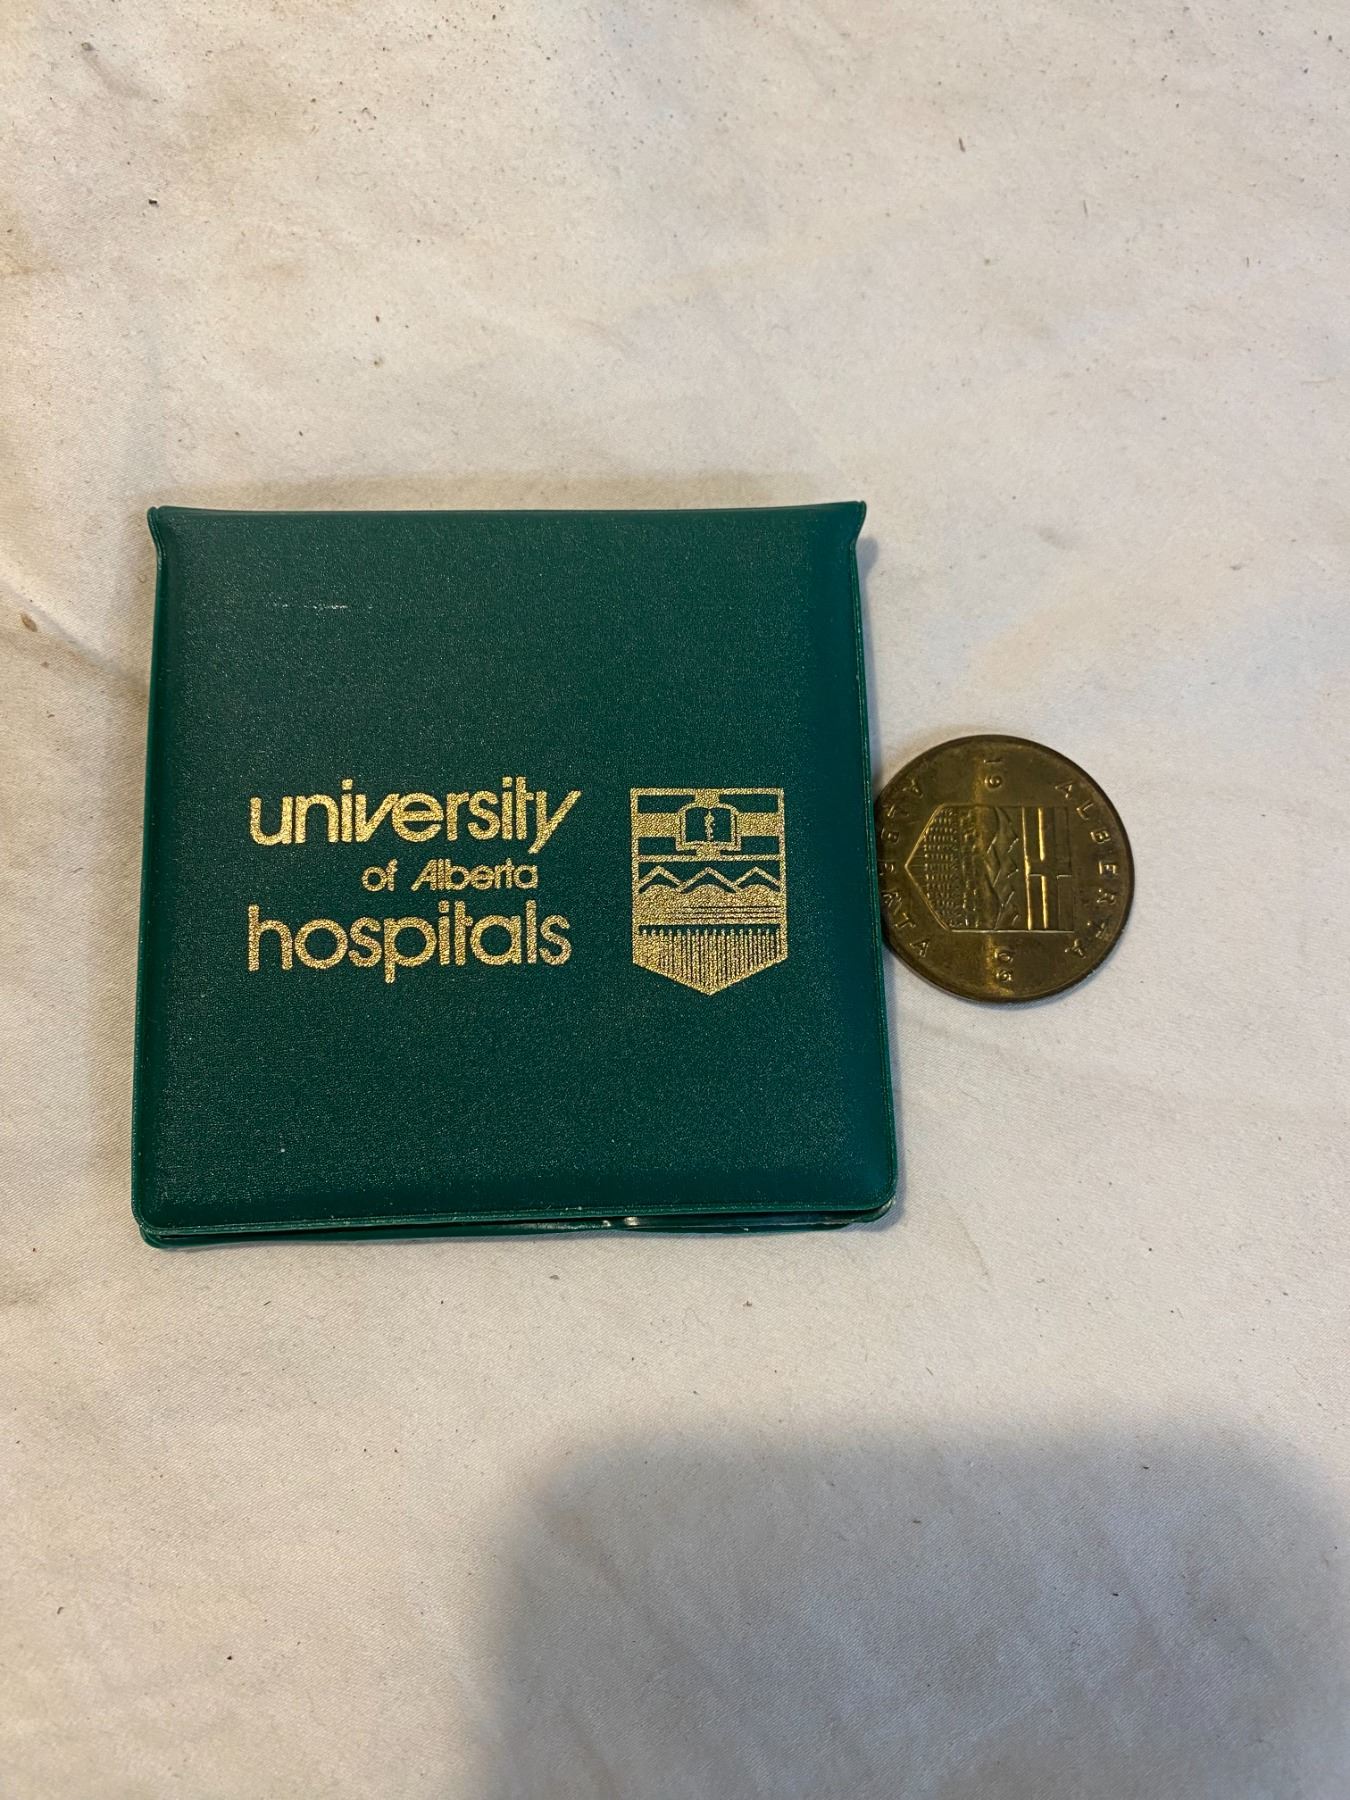 university
of Alberta
hospitals
ALBERTA
19 05
ALBERTA